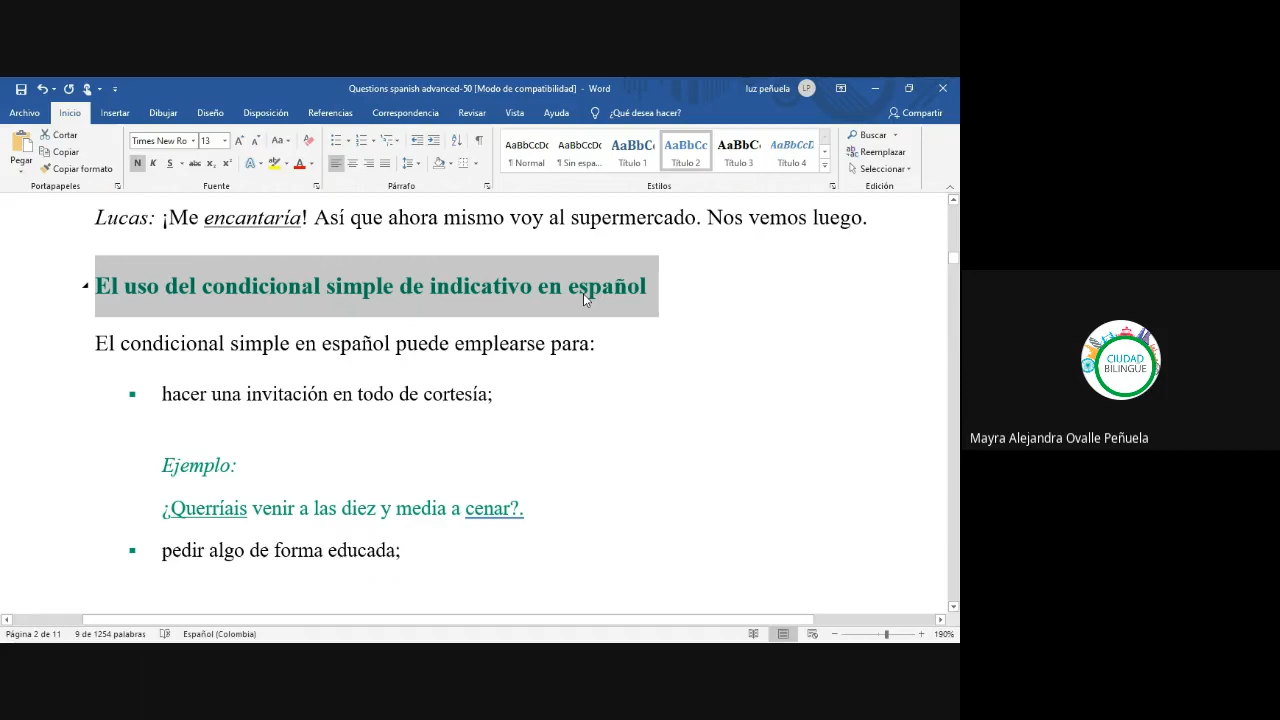 Questions spanish advanced-50 [Modo de compatibilidad] - Word
luz peñuela
LP
Archivo Inicio Insertar Dibujar Diseño Disposición Referencias Correspondencia Revisar Vista Ayuda ¿Qué desea hacer? Compartir
Pegar
Cortar
Copiar
Copiar formato
Portapapeles
Times New Ro 13
N K S abc x₂ x²
Fuente
Párrafo
AaBbCcDc AaBbCcDc AaBbC AaBbCc AaBbC AaBbCcD
¶ Normal ¶ Sin espa... Título 1 Título 2 Título 3 Título 4
Estilos
Buscar
Reemplazar
Seleccionar
Edición
Lucas: ¡Me encantaría! Así que ahora mismo voy al supermercado. Nos vemos luego.
El uso del condicional simple de indicativo en español
El condicional simple en español puede emplearse para:
hacer una invitación en todo de cortesía;
Ejemplo:
¿Querríais venir a las diez y media a cenar?.
pedir algo de forma educada;
Página 2 de 11 9 de 1254 palabras Español (Colombia) 190%
CIUDAD
BILINGÜE
Mayra Alejandra Ovalle Peñuela